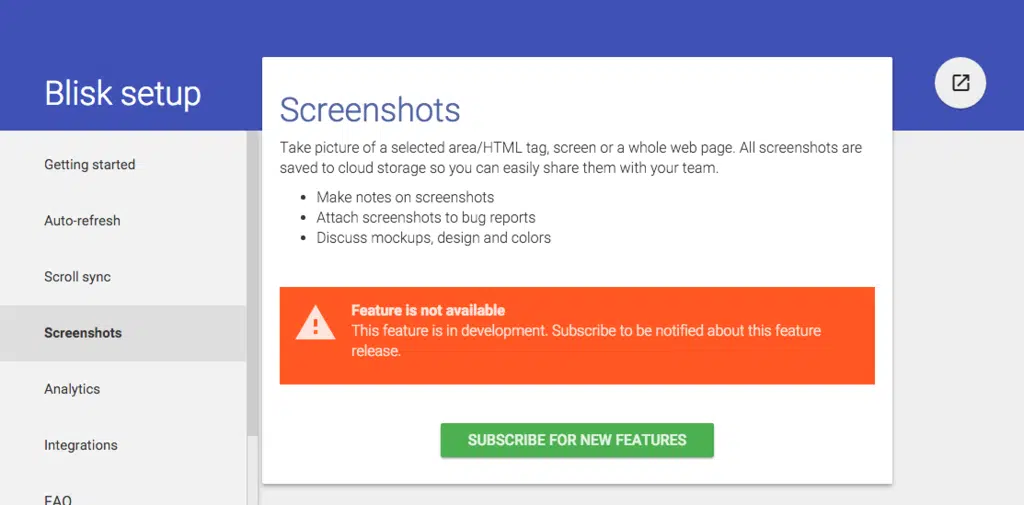 Blisk setup
Getting started
Auto-refresh
Scroll sync
Screenshots
Analytics
Integrations
FAQ
Screenshots
Take picture of a selected area/HTML tag, screen or a whole web page. All screenshots are
saved to cloud storage so you can easily share them with your team.
Make notes on screenshots
Attach screenshots to bug reports
Discuss mockups, design and colors
Feature is not available
This feature is in development. Subscribe to be notified about this feature
release.
SUBSCRIBE FOR NEW FEATURES